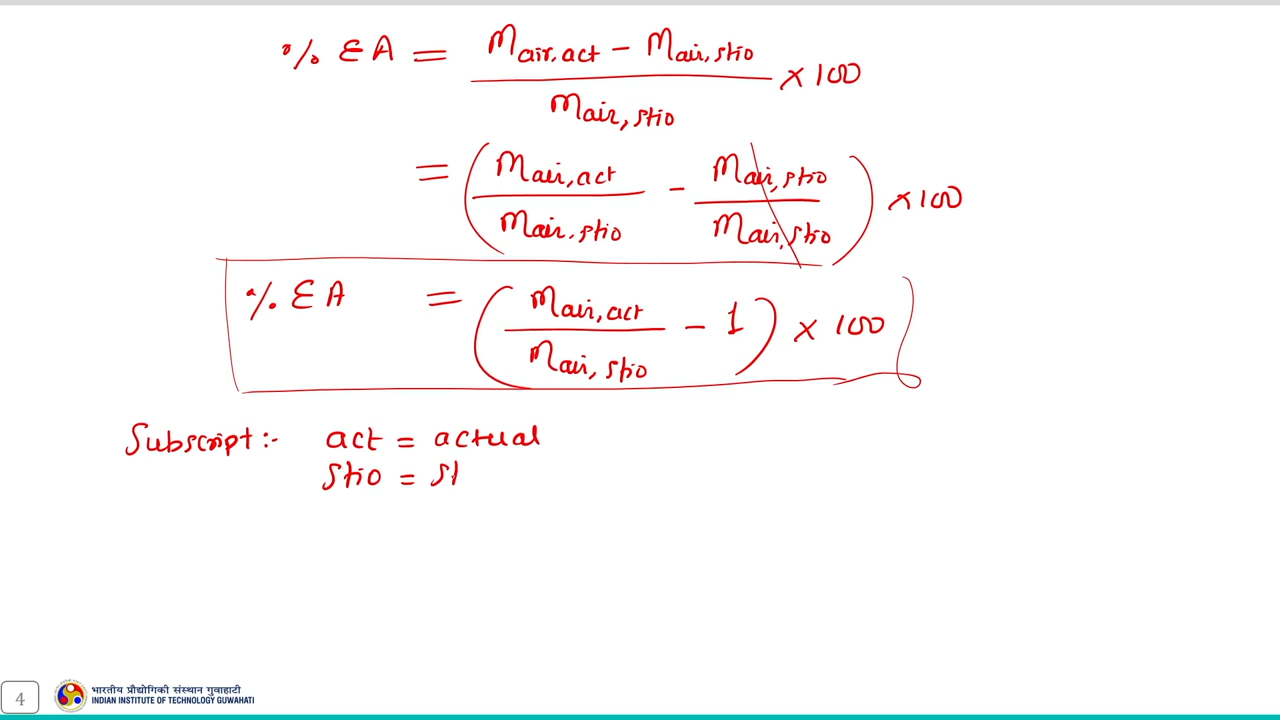 % EA = (m_air,act − m_air,stio) / m_air,stio × 100
= (m_air,act / m_air,stio − m_air,stio / m_air,stio) × 100
% EA = (m_air,act / m_air,stio − 1) × 100
Subscript:- act = actual
stio = st
4
भारतीय प्रौद्योगिकी संस्थान गुवाहाटी
INDIAN INSTITUTE OF TECHNOLOGY GUWAHATI